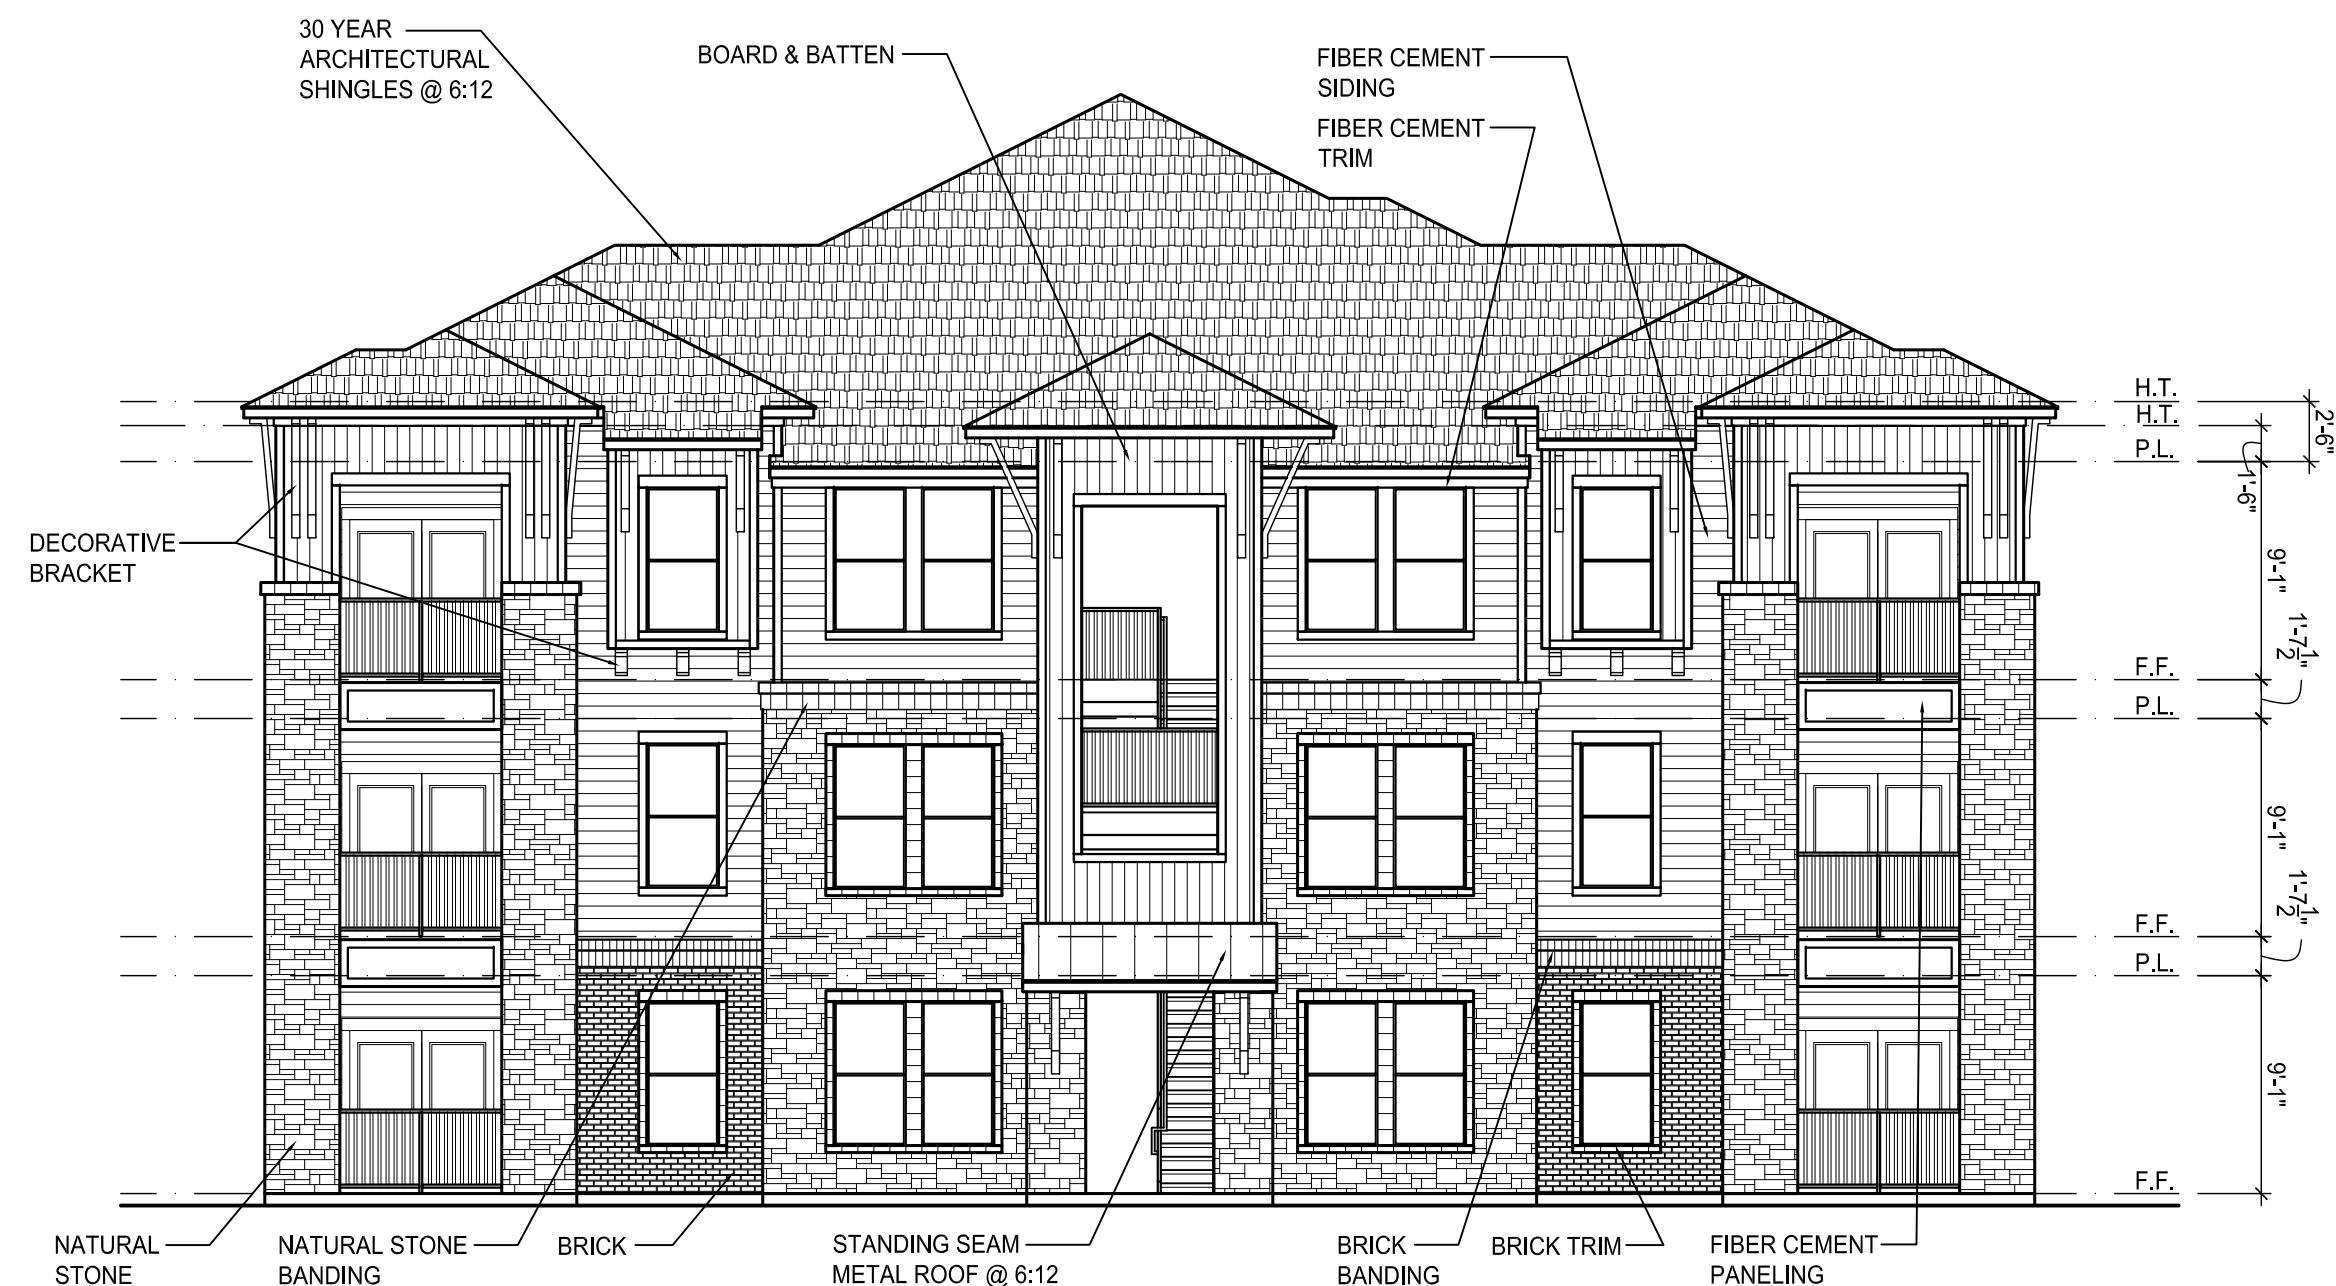 30 YEAR
ARCHITECTURAL
SHINGLES @ 6:12
BOARD & BATTEN
FIBER CEMENT
SIDING
FIBER CEMENT
TRIM
DECORATIVE
BRACKET
H.T.
H.T.
P.L.
2'-6"
1'-6"
9'-1"
1'-7 1/2"
F.F.
P.L.
9'-1"
1'-7 1/2"
F.F.
P.L.
9'-1"
F.F.
NATURAL
STONE
NATURAL STONE
BANDING
BRICK
STANDING SEAM
METAL ROOF @ 6:12
BRICK
BANDING
BRICK TRIM
FIBER CEMENT
PANELING